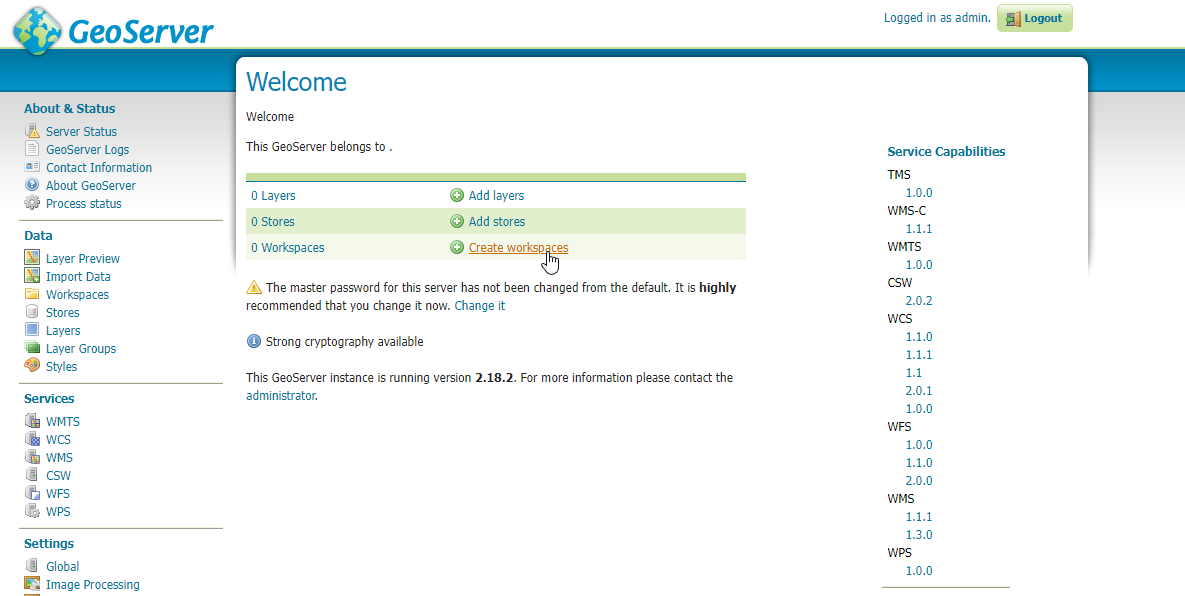 GeoServer
Logged in as admin.
Logout
About & Status
Server Status
GeoServer Logs
Contact Information
About GeoServer
Process status
Data
Layer Preview
Import Data
Workspaces
Stores
Layers
Layer Groups
Styles
Services
WMTS
WCS
WMS
CSW
WFS
WPS
Settings
Global
Image Processing
Welcome
Welcome
This GeoServer belongs to .
0 Layers Add layers
0 Stores Add stores
0 Workspaces Create workspaces
The master password for this server has not been changed from the default. It is highly
recommended that you change it now. Change it
Strong cryptography available
This GeoServer instance is running version 2.18.2. For more information please contact the
administrator.
Service Capabilities
TMS
1.0.0
WMS-C
1.1.1
WMTS
1.0.0
CSW
2.0.2
WCS
1.1.0
1.1.1
1.1
2.0.1
1.0.0
WFS
1.0.0
1.1.0
2.0.0
WMS
1.1.1
1.3.0
WPS
1.0.0